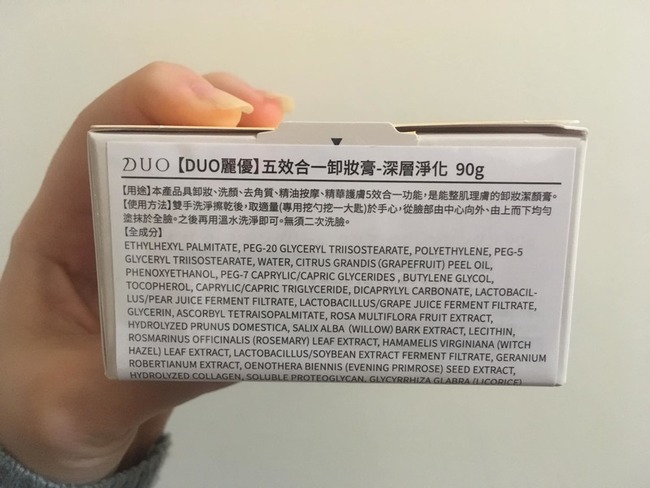 DUO【DUO麗優】五效合一卸妝膏-深層淨化 90g
【用途】本產品具卸妝、洗顏、去角質、精油按摩、精華護膚5效合一功能，是能整肌理膚的卸妝潔顏膏。
【使用方法】雙手洗淨擦乾後，取適量(專用挖勺挖一大匙)於手心，從臉部由中心向外、由上而下均勻
塗抹於全臉。之後再用溫水洗淨即可。無須二次洗臉。
【全成分】
ETHYLHEXYL PALMITATE, PEG-20 GLYCERYL TRIISOSTEARATE, POLYETHYLENE, PEG-5
GLYCERYL TRIISOSTEARATE, WATER, CITRUS GRANDIS (GRAPEFRUIT) PEEL OIL,
PHENOXYETHANOL, PEG-7 CAPRYLIC/CAPRIC GLYCERIDES , BUTYLENE GLYCOL,
TOCOPHEROL, CAPRYLIC/CAPRIC TRIGLYCERIDE, DICAPRYLYL CARBONATE, LACTOBACIL-
LUS/PEAR JUICE FERMENT FILTRATE, LACTOBACILLUS/GRAPE JUICE FERMENT FILTRATE,
GLYCERIN, ASCORBYL TETRAISOPALMITATE, ROSA MULTIFLORA FRUIT EXTRACT,
HYDROLYZED PRUNUS DOMESTICA, SALIX ALBA (WILLOW) BARK EXTRACT, LECITHIN,
ROSMARINUS OFFICINALIS (ROSEMARY) LEAF EXTRACT, HAMAMELIS VIRGINIANA (WITCH
HAZEL) LEAF EXTRACT, LACTOBACILLUS/SOYBEAN EXTRACT FERMENT FILTRATE, GERANIUM
ROBERTIANUM EXTRACT, OENOTHERA BIENNIS (EVENING PRIMROSE) SEED EXTRACT,
HYDROLYZED COLLAGEN, SOLUBLE PROTEOGLYCAN, GLYCYRRHIZA GLABRA (LICORICE)